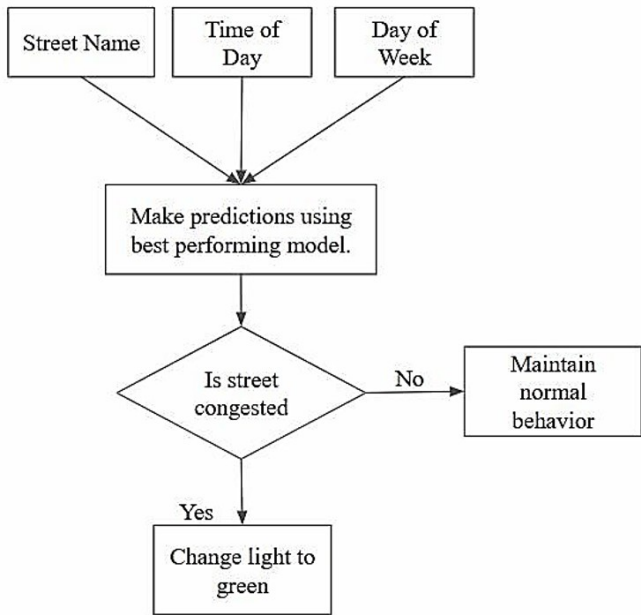 Street Name
Time of
Day
Day of
Week
Make predictions using
best performing model.
Is street
congested
No
Maintain
normal
behavior
Yes
Change light to
green